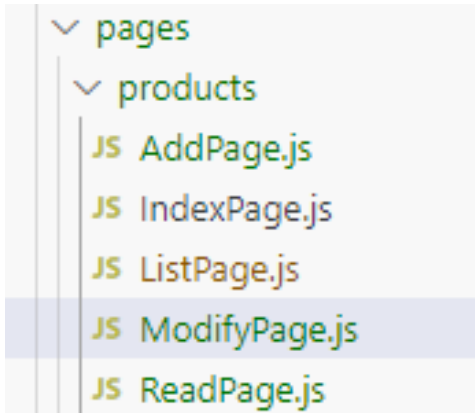 pages
products
JS AddPage.js
JS IndexPage.js
JS ListPage.js
JS ModifyPage.js
JS ReadPage.js